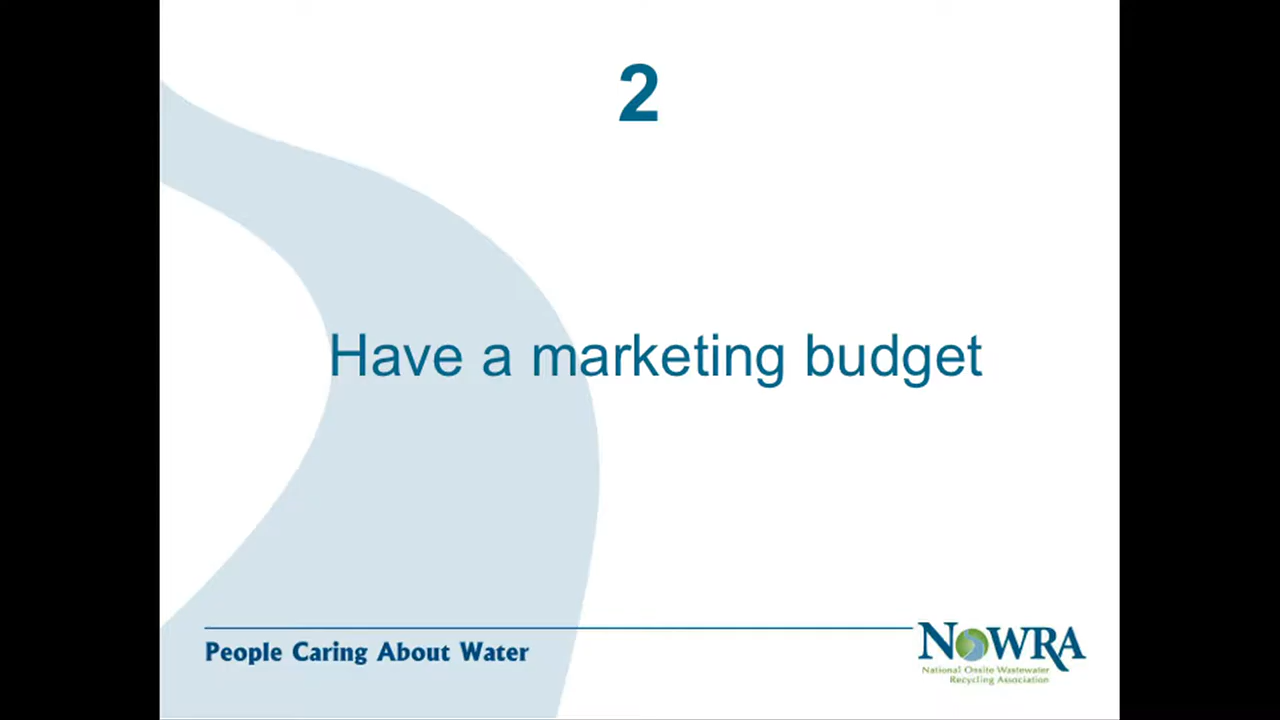 2
Have a marketing budget
People Caring About Water
NOWRA
National Onsite Wastewater
Recycling Association